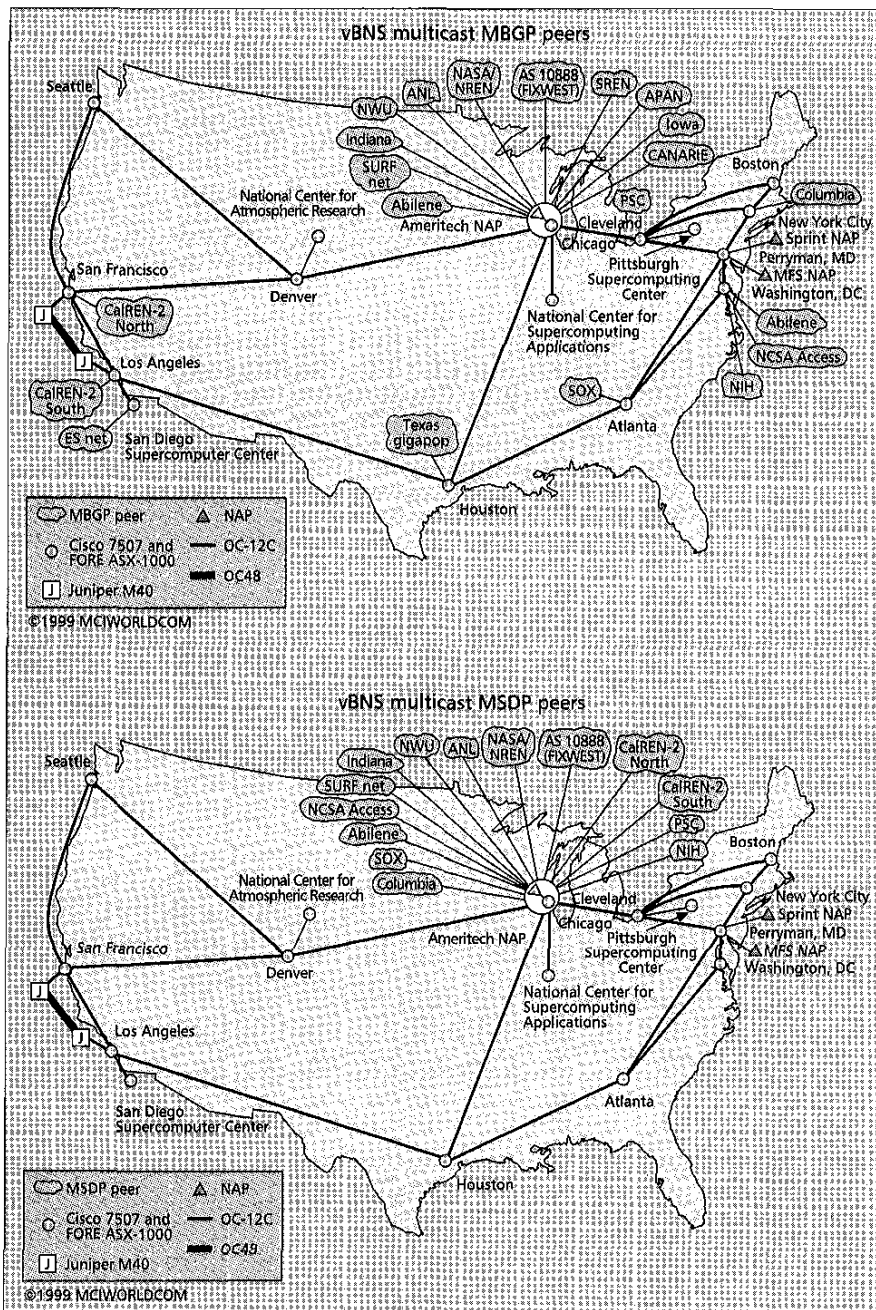 vBNS multicast MBGP peers
Seattle
NWU
ANL
NASA/
NREN
AS 10888
(FIXWEST)
SREN
APAN
Iowa
CANARIE
Indiana
SURF
net
Abilene
National Center for
Atmospheric Research
Ameritech NAP
PSC
Cleveland
Chicago
Boston
Columbia
New York City
Sprint NAP
Perryman, MD
MFS NAP
Washington, DC
Pittsburgh
Supercomputing
Center
San Francisco
Denver
CalREN-2
North
J
J
Los Angeles
National Center for
Supercomputing
Applications
Abilene
NCSA Access
NIH
CalREN-2
South
ES net
San Diego
Supercomputer Center
Texas
gigapop
SOX
Atlanta
Houston
MBGP peer
NAP
Cisco 7507 and
FORE ASX-1000
OC-12C
OC48
J
Juniper M40
©1999 MCIWORLDCOM
vBNS multicast MSDP peers
Seattle
Indiana
NWU
ANL
NASA/
NREN
AS 10888
(FIXWEST)
CalREN-2
North
CalREN-2
South
PSC
NIH
SURF net
NCSA Access
Abilene
SOX
Columbia
National Center for
Atmospheric Research
Ameritech NAP
Cleveland
Chicago
Boston
New York City
Sprint NAP
Perryman, MD
MFS NAP
Washington, DC
Pittsburgh
Supercomputing
Center
San Francisco
Denver
J
J
Los Angeles
National Center for
Supercomputing
Applications
San Diego
Supercomputer Center
Atlanta
Houston
MSDP peer
NAP
Cisco 7507 and
FORE ASX-1000
OC-12C
OC49
J
Juniper M40
©1999 MCIWORLDCOM